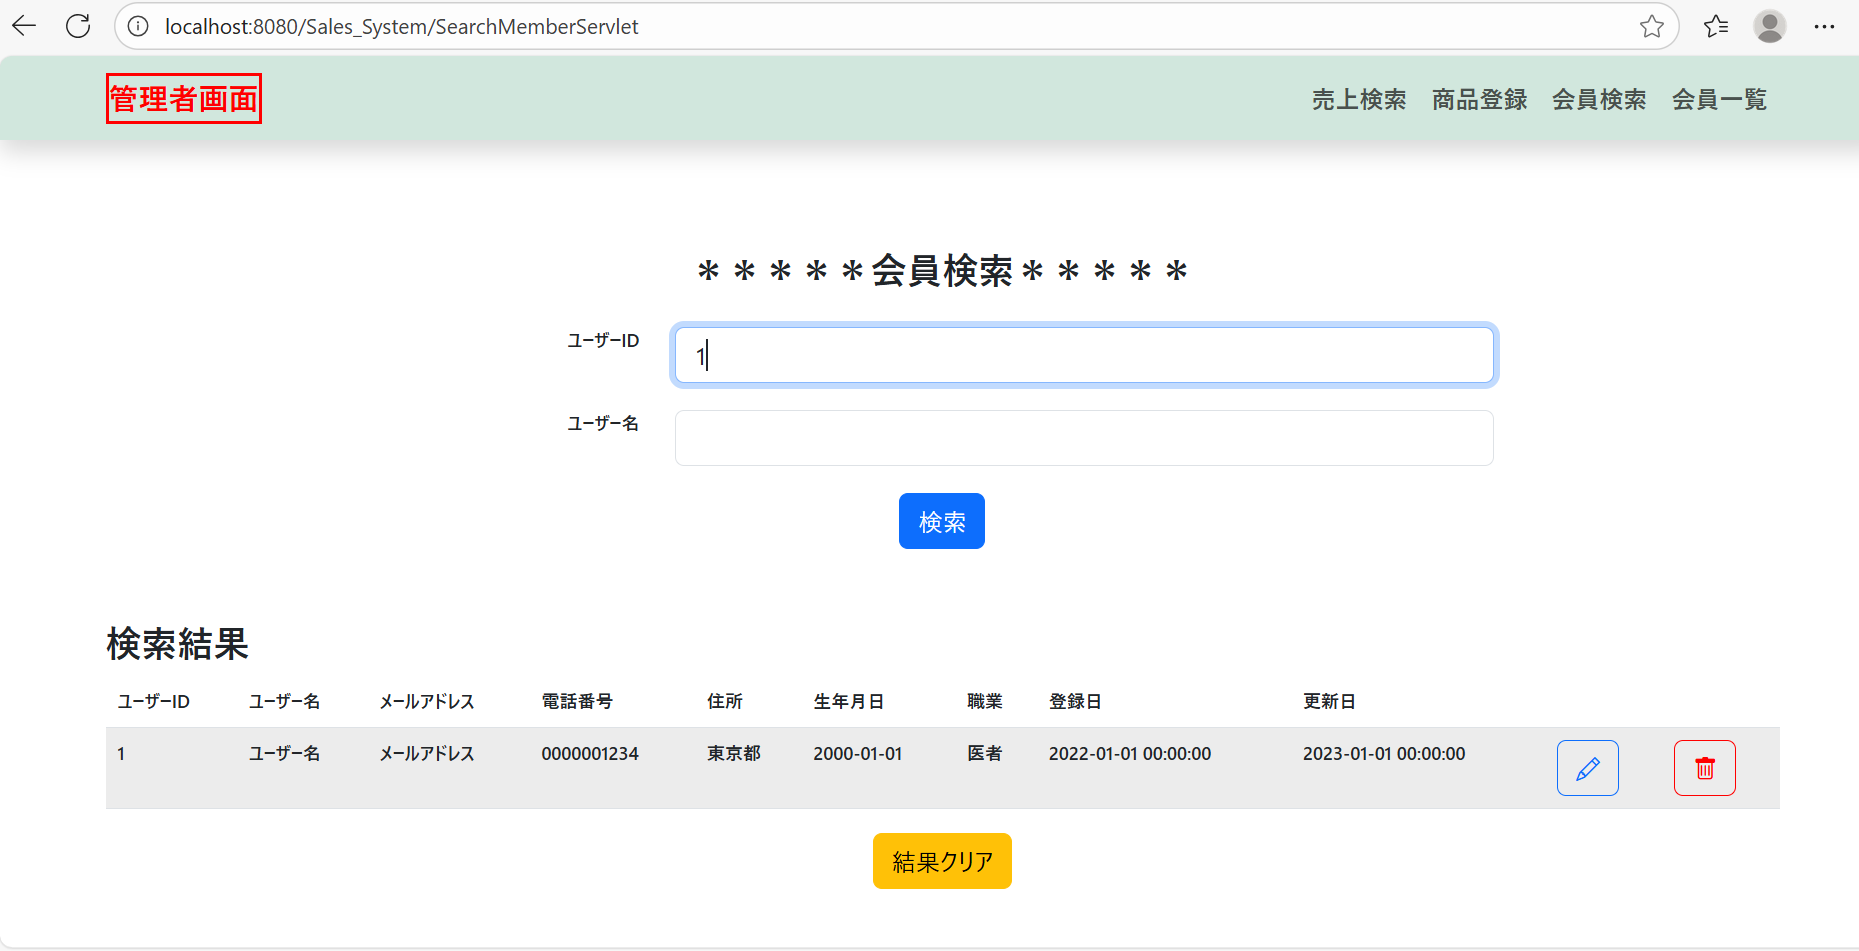 localhost:8080/Sales_System/SearchMemberServlet
管理者画面 売上検索 商品登録 会員検索 会員一覧
＊＊＊＊＊会員検索＊＊＊＊＊
ユーザーID 1
ユーザー名
検索
検索結果
ユーザーID ユーザー名 メールアドレス 電話番号 住所 生年月日 職業 登録日 更新日
1 ユーザー名 メールアドレス 0000001234 東京都 2000-01-01 医者 2022-01-01 00:00:00 2023-01-01 00:00:00
結果クリア